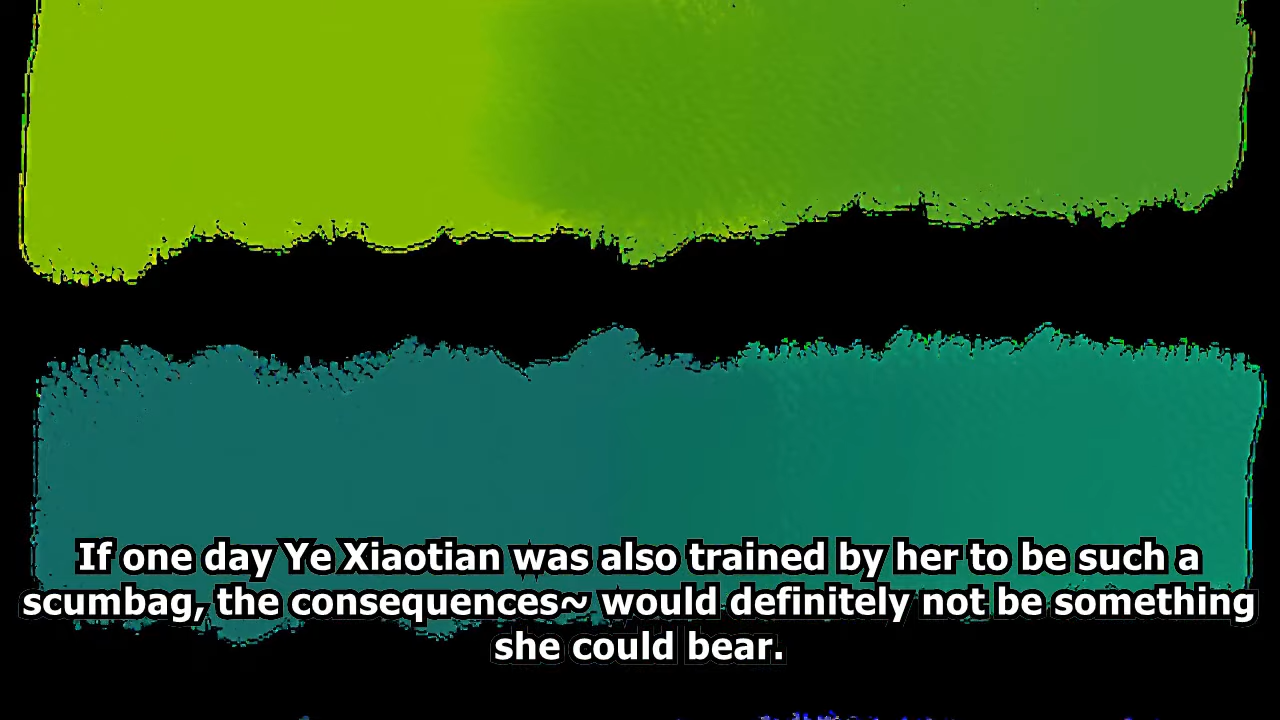 If one day Ye Xiaotian was also trained by her to be such a
scumbag, the consequences~ would definitely not be something
she could bear.